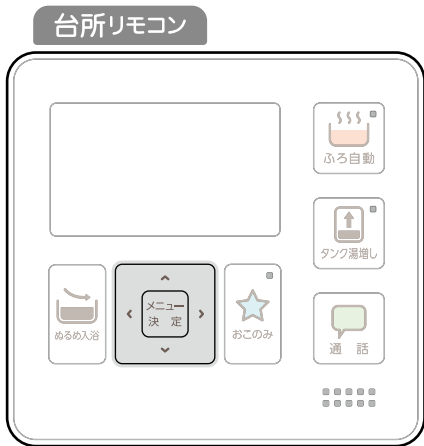 台所リモコン
ふろ自動
タンク湯増し
ぬるめ入浴
メニュー
決 定
おこのみ
通 話